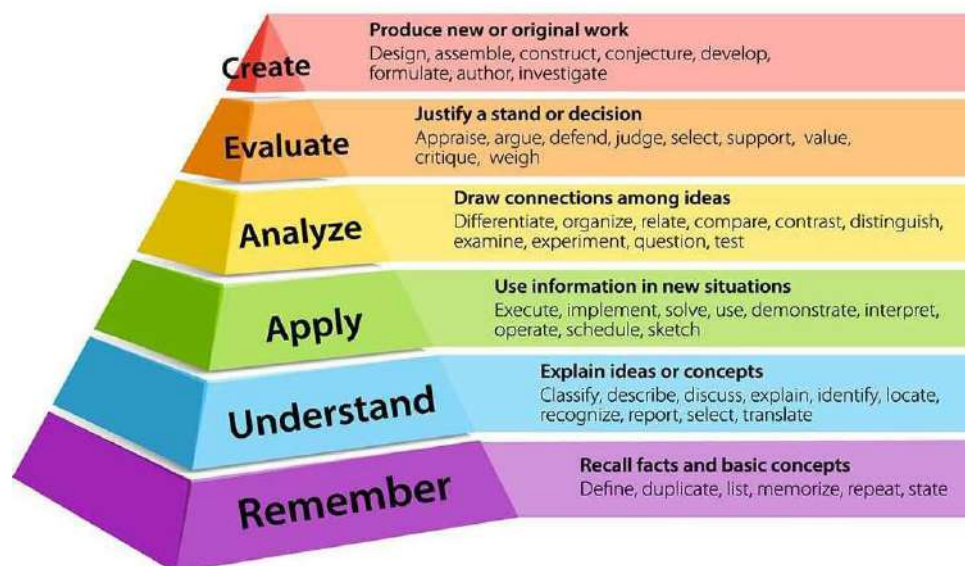 Create
Produce new or original work
Design, assemble, construct, conjecture, develop,
formulate, author, investigate
Evaluate
Justify a stand or decision
Appraise, argue, defend, judge, select, support, value,
critique, weigh
Analyze
Draw connections among ideas
Differentiate, organize, relate, compare, contrast, distinguish,
examine, experiment, question, test
Apply
Use information in new situations
Execute, implement, solve, use, demonstrate, interpret,
operate, schedule, sketch
Understand
Explain ideas or concepts
Classify, describe, discuss, explain, identify, locate,
recognize, report, select, translate
Remember
Recall facts and basic concepts
Define, duplicate, list, memorize, repeat, state